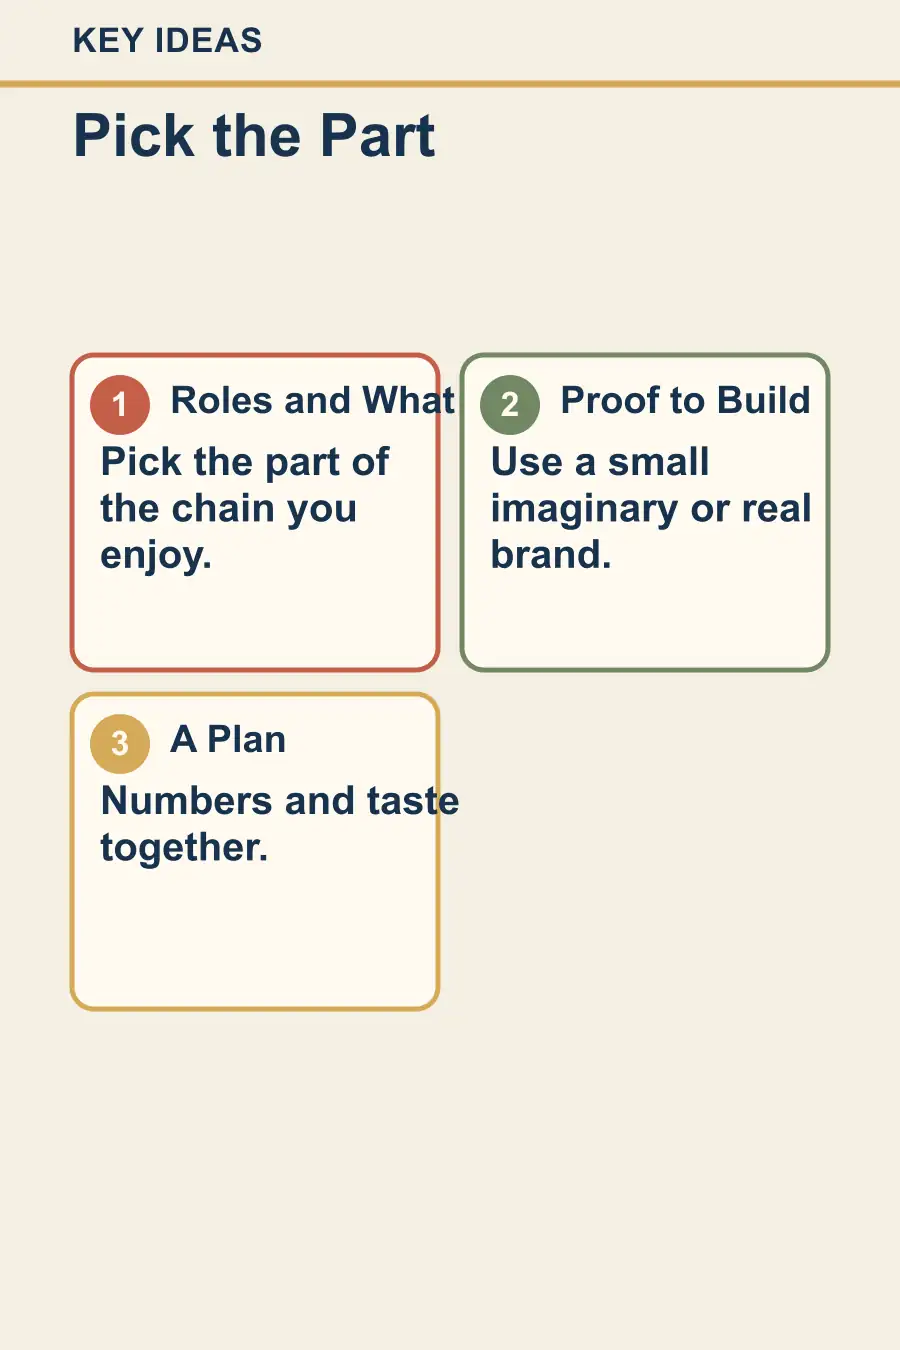 KEY IDEAS
Pick the Part
1
Roles and What
Pick the part of
the chain you
enjoy.
2
Proof to Build
Use a small
imaginary or real
brand.
3
A Plan
Numbers and taste
together.